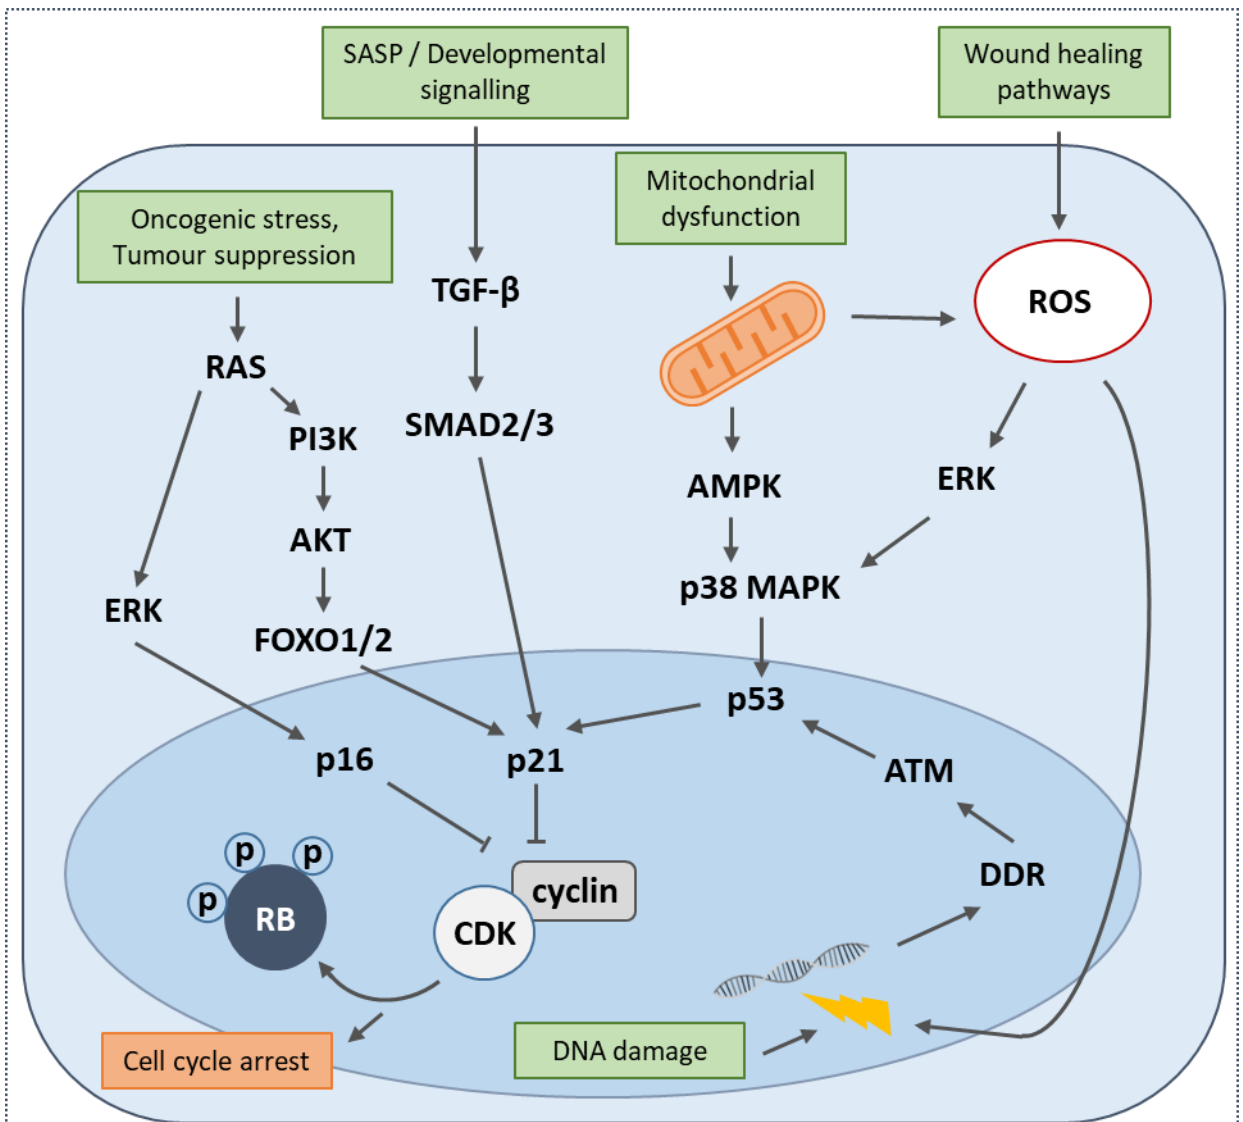 SASP / Developmental
signalling
Wound healing
pathways
Mitochondrial
dysfunction
Oncogenic stress,
Tumour suppression
TGF-β
ROS
RAS
PI3K
SMAD2/3
AMPK
ERK
AKT
p38 MAPK
ERK
FOXO1/2
p53
p16
p21
ATM
p
p
p
RB
cyclin
CDK
DDR
Cell cycle arrest
DNA damage